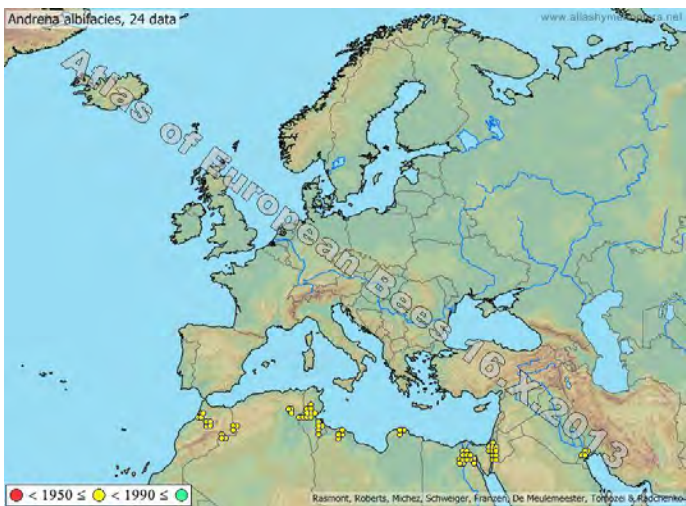 Andrena albifacies, 24 data
www.atlashymenoptera.net
Atlas of European Bees 16.X.2013
< 1950 ≤ < 1990 ≤
Rasmont, Roberts, Michez, Schweiger, Franzen, De Meulemeester, Tomozei & Radchenko